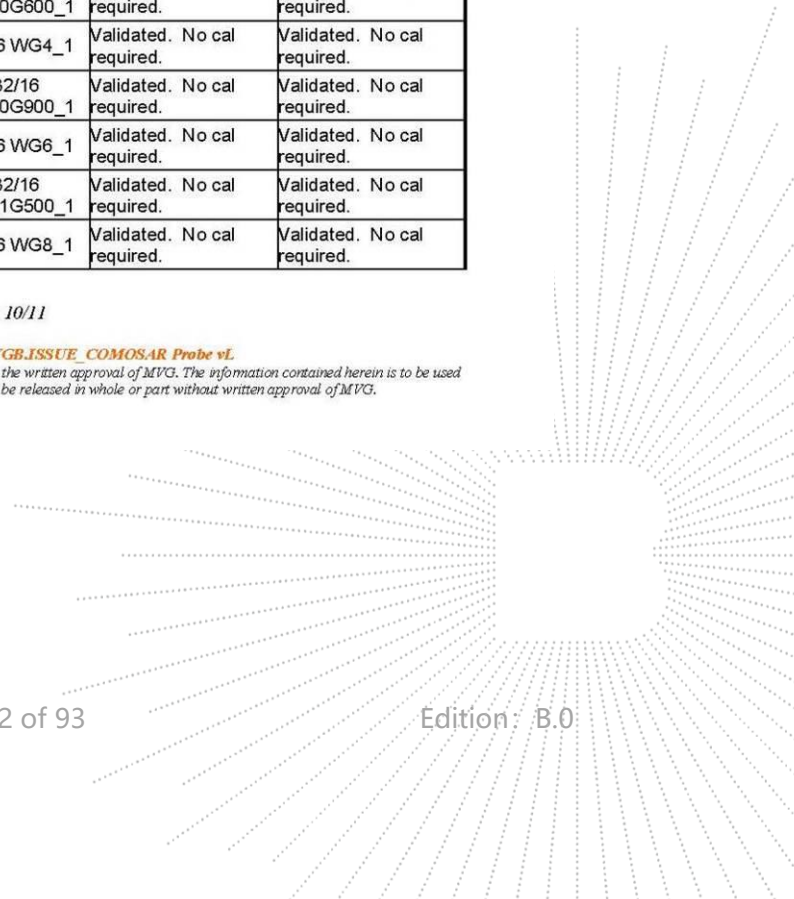 0G600_1 required. required.
6 WG4_1 Validated. No cal required. Validated. No cal required.
32/16 0G900_1 Validated. No cal required. Validated. No cal required.
6 WG6_1 Validated. No cal required. Validated. No cal required.
32/16 1G500_1 Validated. No cal required. Validated. No cal required.
6 WG8_1 Validated. No cal required. Validated. No cal required.
10/11
VGB.ISSUE_COMOSAR Probe vL
the written approval of MVG. The information contained herein is to be used
be released in whole or part without written approval of MVG.
2 of 93
Edition: B.0